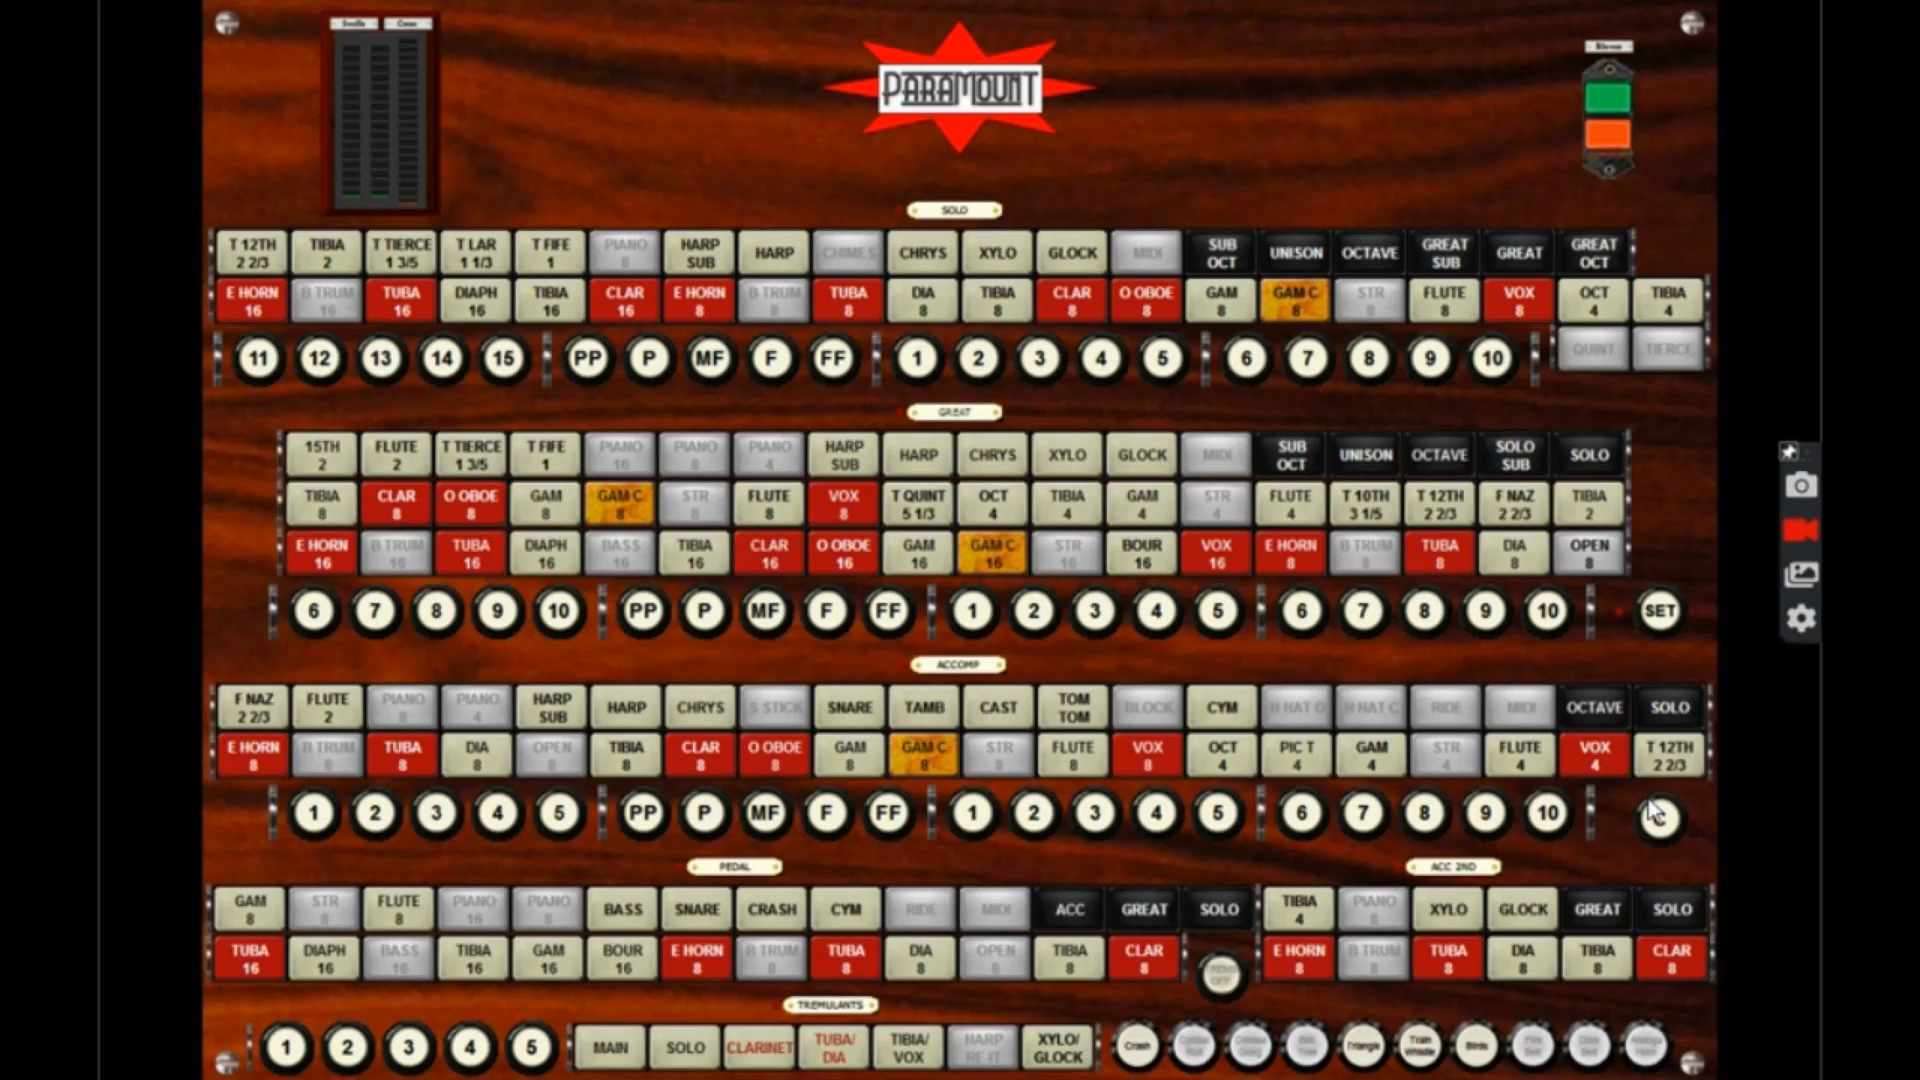 Swells Cresc
PARAMOUNT
Blower
SOLO
T 12TH 2 2/3 TIBIA 2 T TIERCE 1 3/5 T LAR 1 1/3 T FIFE 1 PIANO 8 HARP SUB HARP CHIMES CHRYS XYLO GLOCK MIDI SUB OCT UNISON OCTAVE GREAT SUB GREAT GREAT OCT
E HORN 16 B TRUM 16 TUBA 16 DIAPH 16 TIBIA 16 CLAR 16 E HORN 8 B TRUM 8 TUBA 8 DIA 8 TIBIA 8 CLAR 8 O OBOE 8 GAM 8 GAM C 8 STR 8 FLUTE 8 VOX 8 OCT 4 TIBIA 4
QUINT TIERCE
11 12 13 14 15 PP P MF F FF 1 2 3 4 5 6 7 8 9 10
GREAT
15TH 2 FLUTE 2 T TIERCE 1 3/5 T FIFE 1 PIANO 16 PIANO 8 PIANO 4 HARP SUB HARP CHRYS XYLO GLOCK MIDI SUB OCT UNISON OCTAVE SOLO SUB SOLO
TIBIA 8 CLAR 8 O OBOE 8 GAM 8 GAM C 8 STR 8 FLUTE 8 VOX 8 T QUINT 5 1/3 OCT 4 TIBIA 4 GAM 4 STR 4 FLUTE 4 T 10TH 3 1/5 T 12TH 2 2/3 F NAZ 2 2/3 TIBIA 2
E HORN 16 B TRUM 16 TUBA 16 DIAPH 16 BASS 16 TIBIA 16 CLAR 16 O OBOE 16 GAM 16 GAM C 16 STR 16 BOUR 16 VOX 16 E HORN 8 B TRUM 8 TUBA 8 DIA 8 OPEN 8
6 7 8 9 10 PP P MF F FF 1 2 3 4 5 6 7 8 9 10 SET
ACCOMP
F NAZ 2 2/3 FLUTE 2 PIANO 8 PIANO 4 HARP SUB HARP CHRYS S STICK SNARE TAMB CAST TOM TOM BLOCK CYM H HAT O H HAT C RIDE MIDI OCTAVE SOLO
E HORN 8 B TRUM 8 TUBA 8 DIA 8 OPEN 8 TIBIA 8 CLAR 8 O OBOE 8 GAM 8 GAM C 8 STR 8 FLUTE 8 VOX 8 OCT 4 PIC T 4 GAM 4 STR 4 FLUTE 4 VOX 4 T 12TH 2 2/3
1 2 3 4 5 PP P MF F FF 1 2 3 4 5 6 7 8 9 10
PEDAL ACC 2ND
GAM 8 STR 8 FLUTE 8 PIANO 16 PIANO 8 BASS SNARE CRASH CYM RIDE MIDI ACC GREAT SOLO TIBIA 4 PIANO 8 XYLO GLOCK GREAT SOLO
TUBA 16 DIAPH 16 BASS 16 TIBIA 16 GAM 16 BOUR 16 E HORN 8 B TRUM 8 TUBA 8 DIA 8 OPEN 8 TIBIA 8 CLAR 8 E HORN 8 B TRUM 8 TUBA 8 DIA 8 TIBIA 8 CLAR 8
TREMULANTS
1 2 3 4 5 MAIN SOLO CLARINET TUBA/ DIA TIBIA/ VOX HARP RE-IT XYLO/ GLOCK Crash Triangle Train Whistle Birds